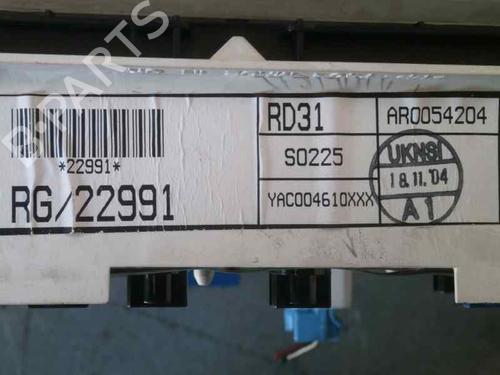 B-PARTS
*22991*
RG/22991
RD31
S0225
YAC004610XXX
AR0054204
UKNSI
18.11.'04
A1